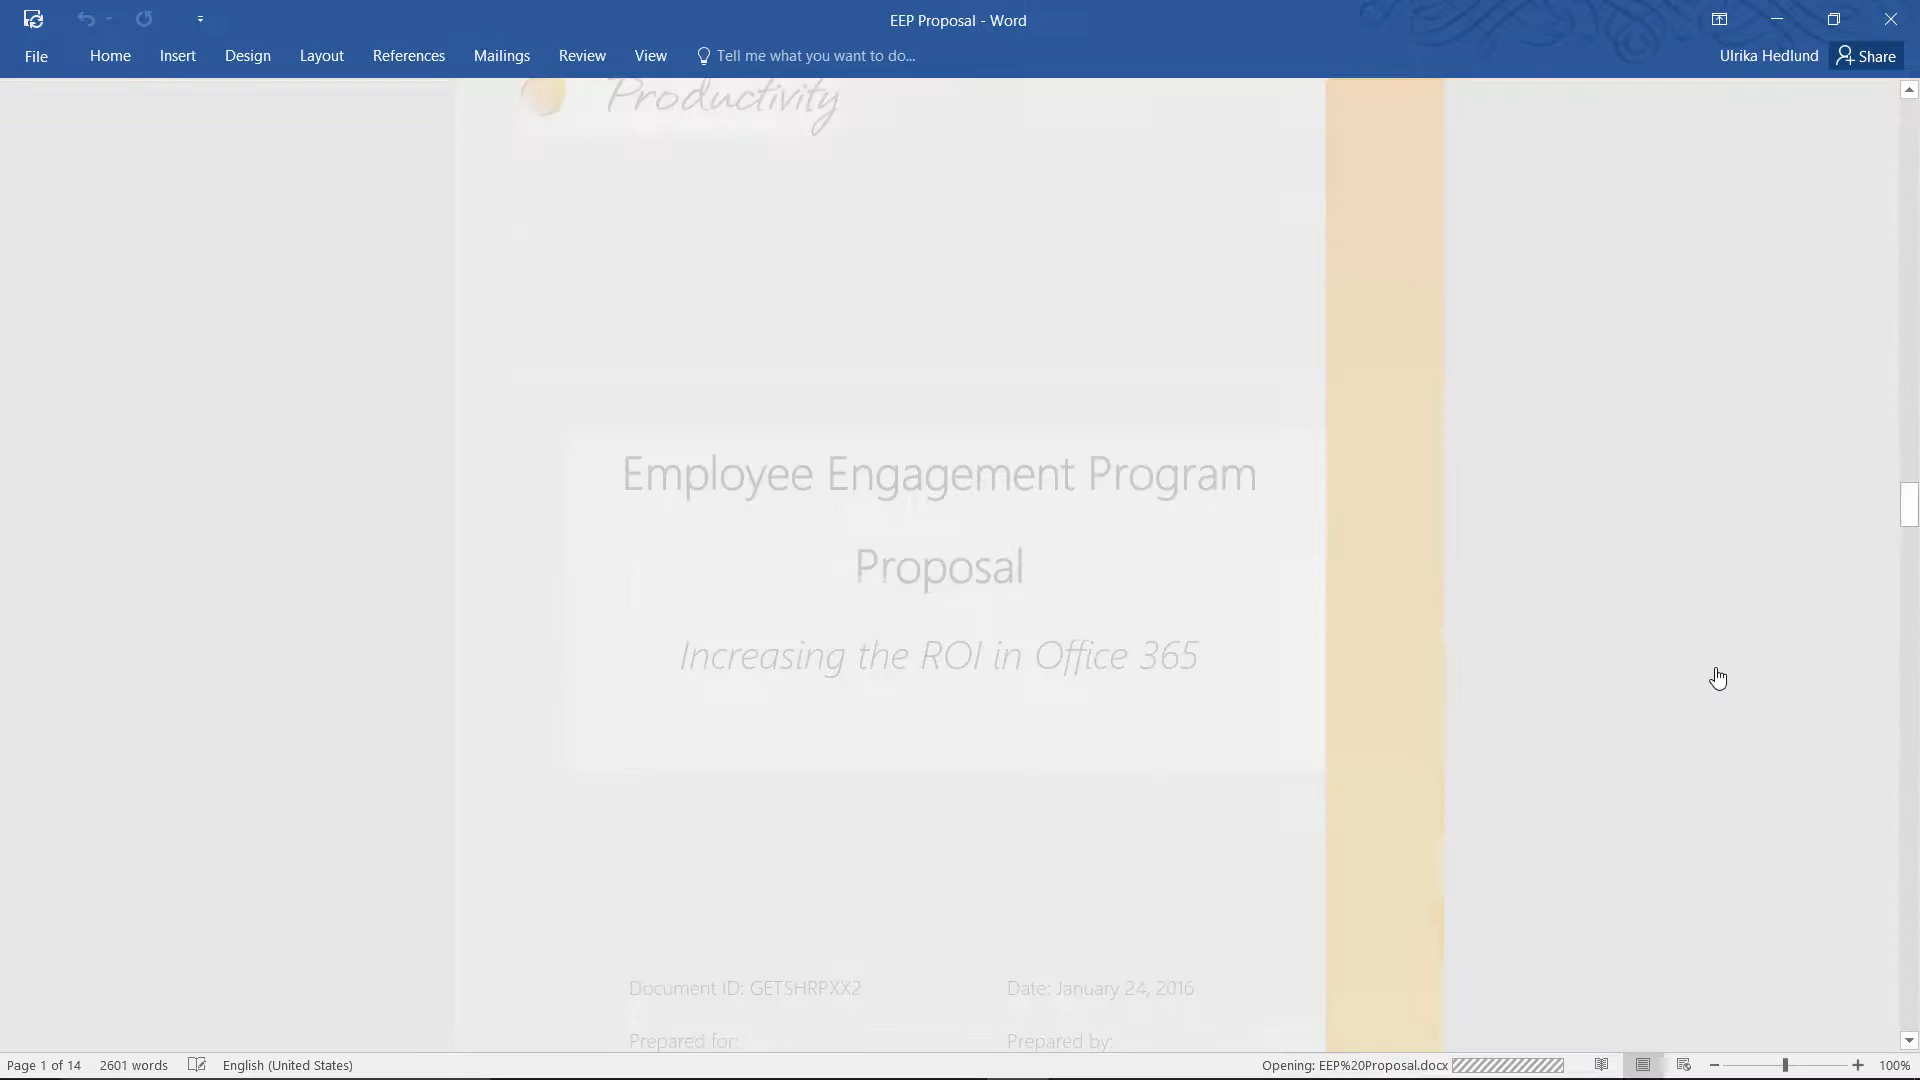 EEP Proposal - Word
File Home Insert Design Layout References Mailings Review View Tell me what you want to do... Ulrika Hedlund Share
Productivity
Employee Engagement Program
Proposal
Increasing the ROI in Office 365
Document ID: GETSHRPXX2 Date: January 24, 2016
Prepared for: Prepared by:
Page 1 of 14 2601 words English (United States) Opening: EEP%20Proposal.docx 100%